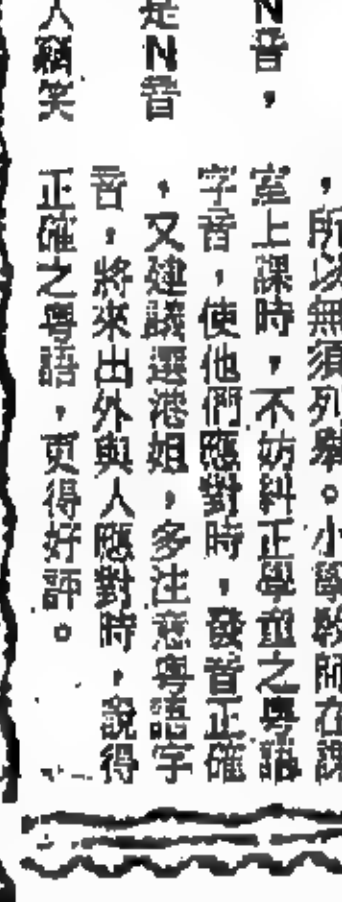 N音，
是N音
人竊笑
，所以無須列舉。小學教師在課
室上課時，不妨糾正學童之粵語
字音，使他們應對時，發音正確
，又建議選港姐，多注意粵語字
音，將來出外與人應對時，說得
正確之粵語，更得好評。